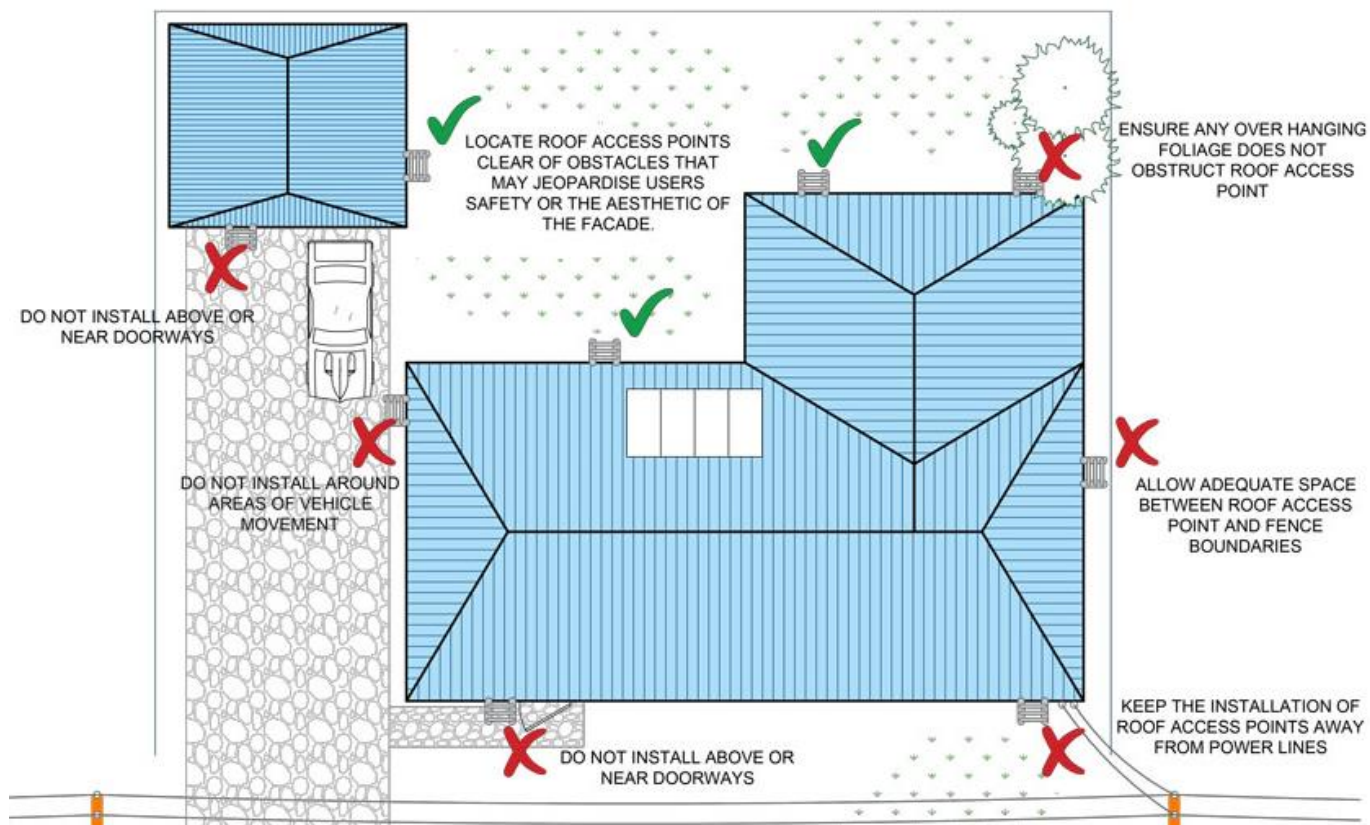 LOCATE ROOF ACCESS POINTS
CLEAR OF OBSTACLES THAT
MAY JEOPARDISE USERS
SAFETY OR THE AESTHETIC OF
THE FACADE.
ENSURE ANY OVER HANGING
FOLIAGE DOES NOT
OBSTRUCT ROOF ACCESS
POINT
DO NOT INSTALL ABOVE OR
NEAR DOORWAYS
DO NOT INSTALL AROUND
AREAS OF VEHICLE
MOVEMENT
ALLOW ADEQUATE SPACE
BETWEEN ROOF ACCESS
POINT AND FENCE
BOUNDARIES
KEEP THE INSTALLATION OF
ROOF ACCESS POINTS AWAY
FROM POWER LINES
DO NOT INSTALL ABOVE OR
NEAR DOORWAYS